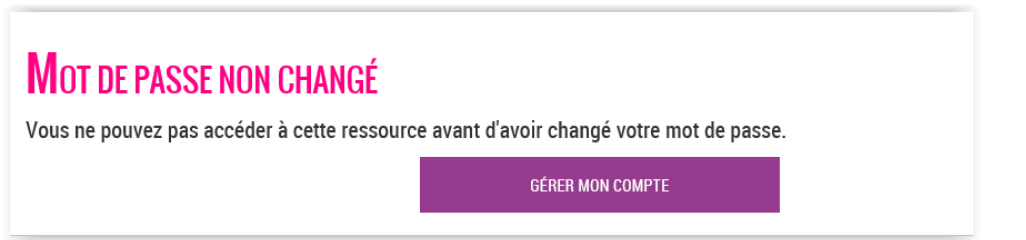 MOT DE PASSE NON CHANGÉ
Vous ne pouvez pas accéder à cette ressource avant d'avoir changé votre mot de passe.
GÉRER MON COMPTE